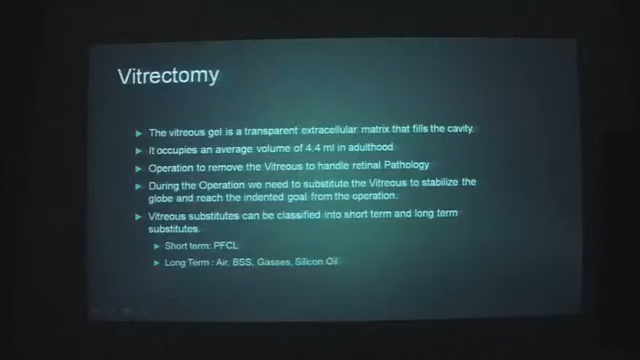 Vitrectomy
The vitreous gel is a transparent extracellular matrix that fills the cavity.
It occupies an average volume of 4.4 ml in adulthood
Operation to remove the Vitreous to handle retinal Pathology
During the Operation we need to substitute the Vitreous to stabilize the
globe and reach the indented goal from the operation.
Vitreous substitutes can be classified into short term and long term
substitutes.
Short term: PFCL
Long Term : Air, BSS, Gasses, Silicon Oil